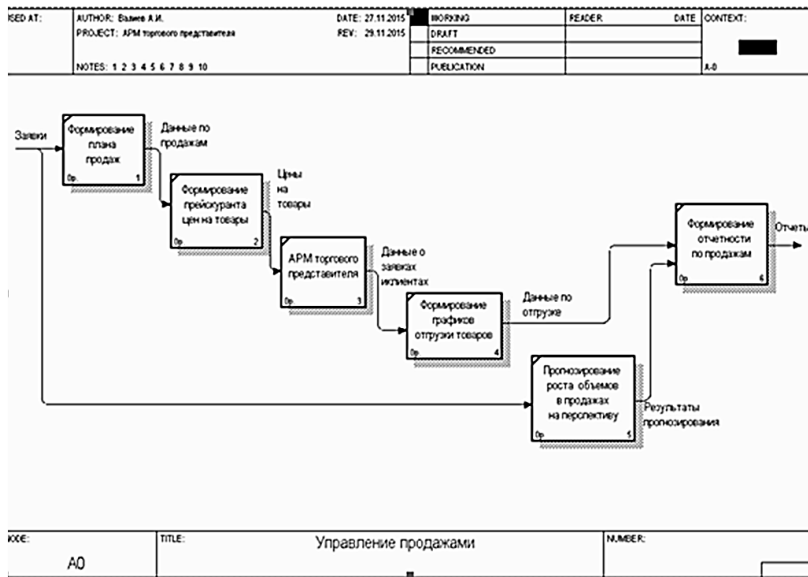 USED AT:
AUTHOR: Валиев А.И.
DATE: 27.11.2015
PROJECT: АРМ торгового представителя
REV: 29.11.2015
NOTES: 1 2 3 4 5 6 7 8 9 10
WORKING
DRAFT
RECOMMENDED
PUBLICATION
READER
DATE
CONTEXT:
A-0
Заявки
Формирование
плана
продаж
0р.
1
Данные по
продажам
Формирование
прейскуранта
цен на товары
0р.
2
Цены
на
товары
АРМ торгового
представителя
0р.
3
Данные о
заявках
иклиентах
Формирование
графиков
отгрузки товаров
0р.
4
Данные по
отгрузке
Прогнозирование
роста объемов
в продажах
на перспективу
0р.
5
Результаты
прогнозирования
Формирование
отчетности
по продажам
0р.
6
Отчеты
NODE:
A0
TITLE:
Управление продажами
NUMBER: